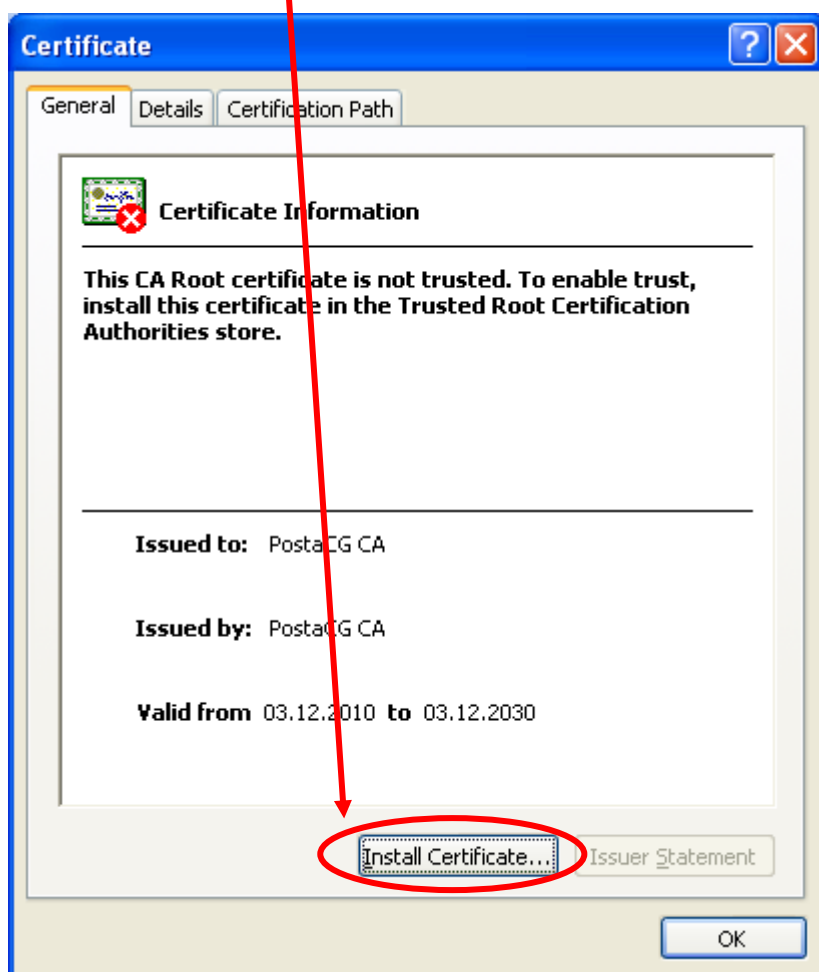 Certificate
?
General Details Certification Path
Certificate Information
This CA Root certificate is not trusted. To enable trust,
install this certificate in the Trusted Root Certification
Authorities store.
Issued to: PostaCG CA
Issued by: PostaCG CA
Valid from 03.12.2010 to 03.12.2030
Install Certificate... Issuer Statement
OK